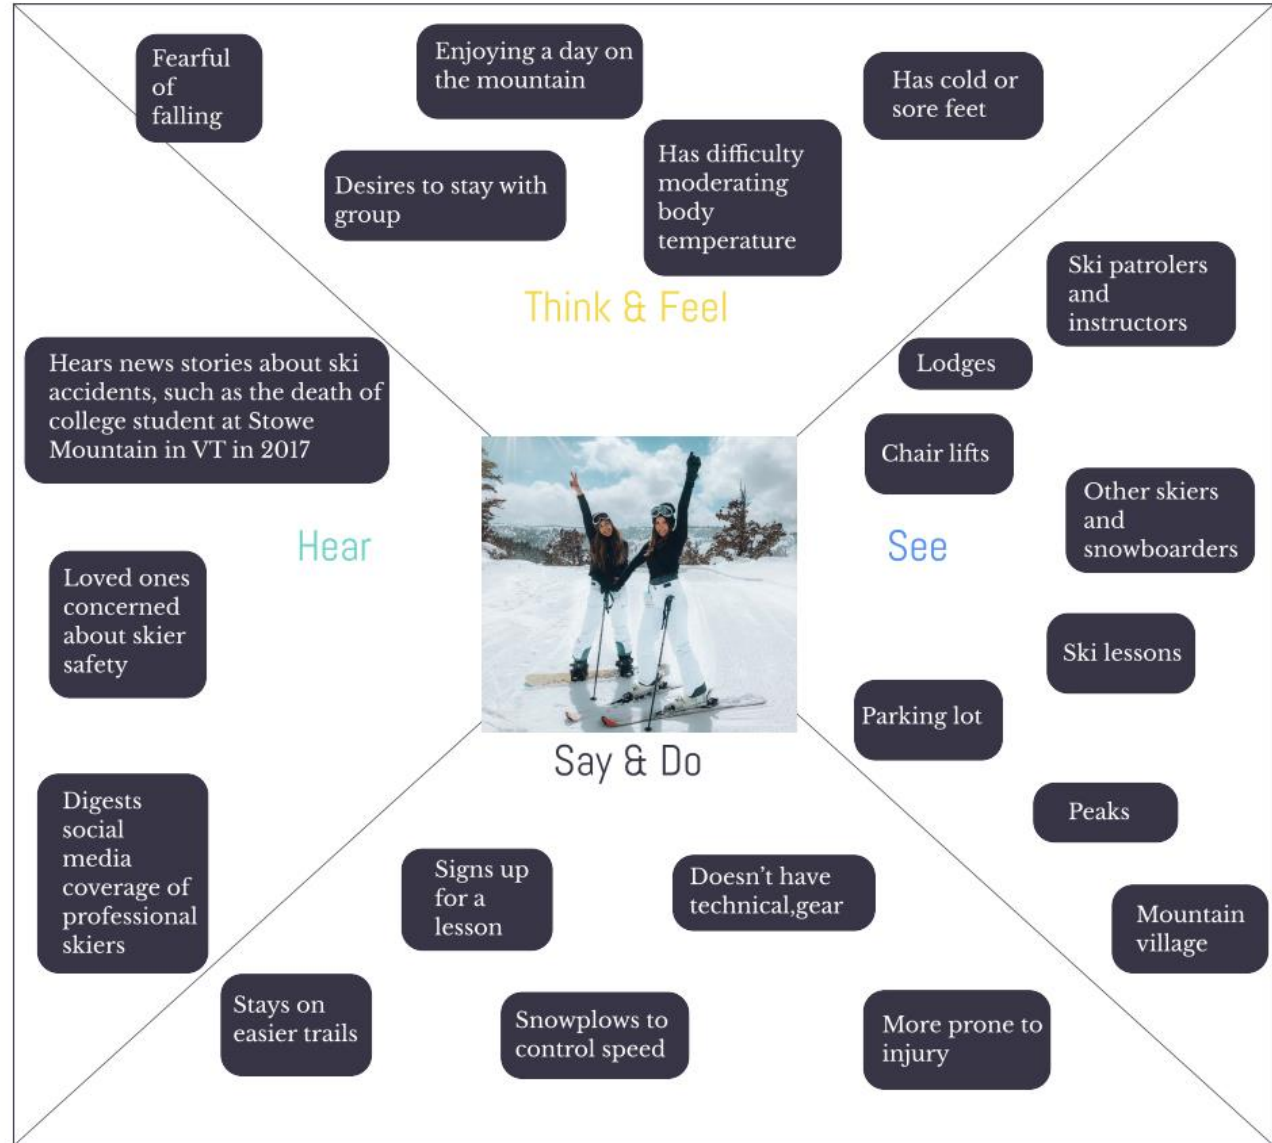 Fearful
of
falling
Enjoying a day on
the mountain
Has cold or
sore feet
Desires to stay with
group
Has difficulty
moderating
body
temperature
Think & Feel
Ski patrolers
and
instructors
Lodges
Chair lifts
Other skiers
and
snowboarders
See
Ski lessons
Parking lot
Peaks
Mountain
village
Hears news stories about ski
accidents, such as the death of
college student at Stowe
Mountain in VT in 2017
Hear
Loved ones
concerned
about skier
safety
Digests
social
media
coverage of
professional
skiers
Say & Do
Signs up
for a
lesson
Doesn't have
technical,gear
Stays on
easier trails
Snowplows to
control speed
More prone to
injury